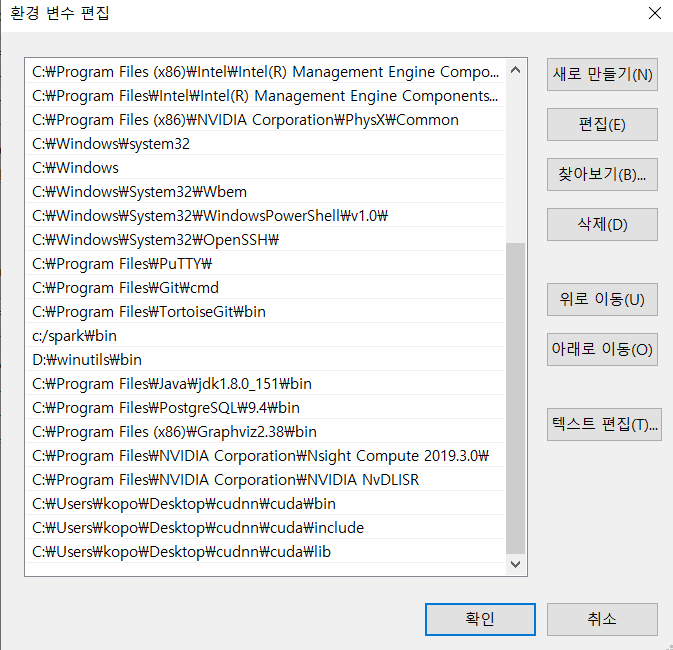 환경 변수 편집
C:₩Program Files (x86)₩Intel₩Intel(R) Management Engine Compo...
C:₩Program Files₩Intel₩Intel(R) Management Engine Components...
C:₩Program Files (x86)₩NVIDIA Corporation₩PhysX₩Common
C:₩Windows₩system32
C:₩Windows
C:₩Windows₩System32₩Wbem
C:₩Windows₩System32₩WindowsPowerShell₩v1.0₩
C:₩Windows₩System32₩OpenSSH₩
C:₩Program Files₩PuTTY₩
C:₩Program Files₩Git₩cmd
C:₩Program Files₩TortoiseGit₩bin
c:/spark₩bin
D:₩winutils₩bin
C:₩Program Files₩Java₩jdk1.8.0_151₩bin
C:₩Program Files₩PostgreSQL₩9.4₩bin
C:₩Program Files (x86)₩Graphviz2.38₩bin
C:₩Program Files₩NVIDIA Corporation₩Nsight Compute 2019.3.0₩
C:₩Program Files₩NVIDIA Corporation₩NVIDIA NvDLISR
C:₩Users₩kopo₩Desktop₩cudnn₩cuda₩bin
C:₩Users₩kopo₩Desktop₩cudnn₩cuda₩include
C:₩Users₩kopo₩Desktop₩cudnn₩cuda₩lib
새로 만들기(N)
편집(E)
찾아보기(B)...
삭제(D)
위로 이동(U)
아래로 이동(O)
텍스트 편집(T)...
확인
취소